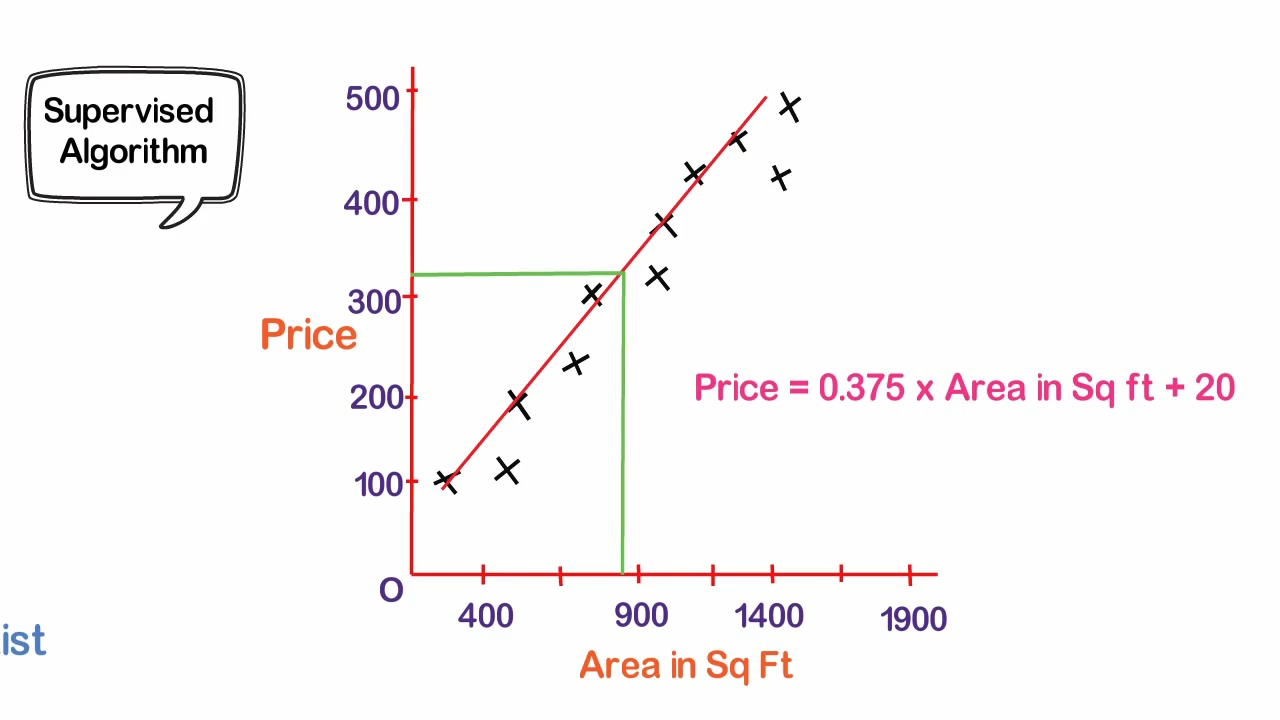 Supervised
Algorithm
500
400
300
Price
200
100
O
400
900
1400
1900
Area in Sq Ft
Price = 0.375 x Area in Sq ft + 20
ist